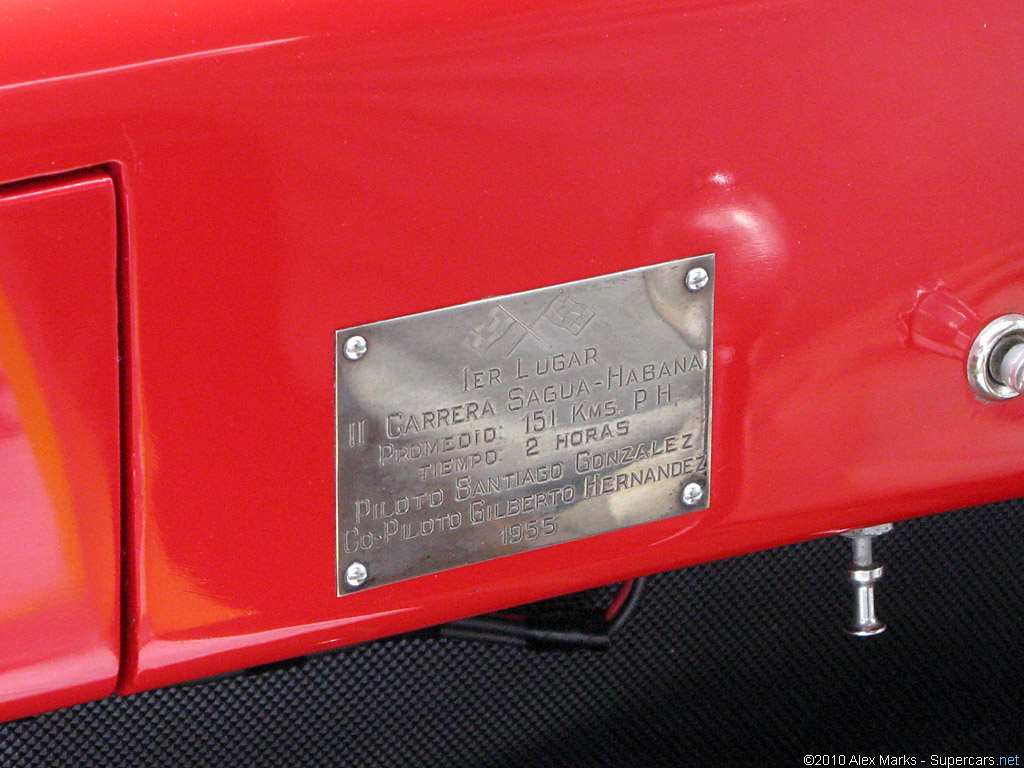 1ER LUGAR
II CARRERA SAGUA-HABANA
PROMEDIO: 151 KMS. P.H.
TIEMPO: 2 HORAS
PILOTO SANTIAGO GONZALEZ
CO-PILOTO GILBERTO HERNANDEZ
1955
©2010 Alex Marks - Supercars.net